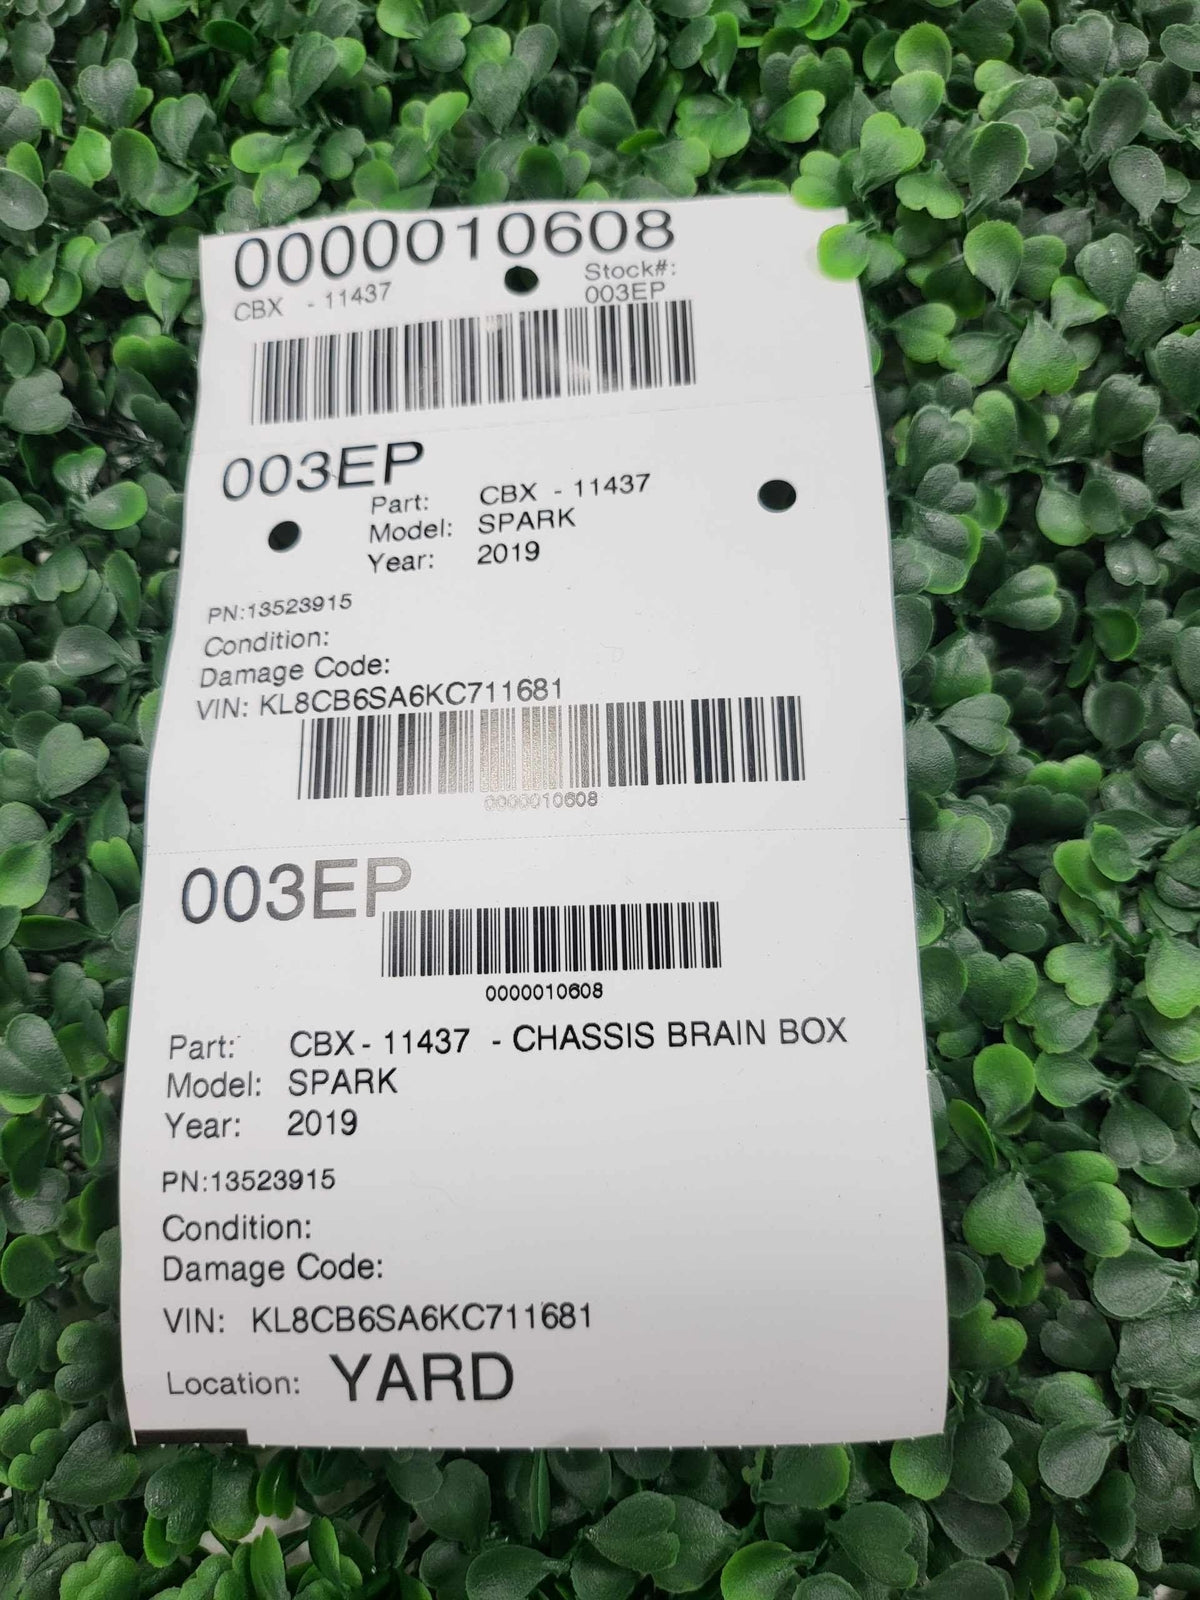 0000010608
CBX - 11437
Stock#:
003EP
003EP
Part: CBX - 11437
Model: SPARK
Year: 2019
PN:13523915
Condition:
Damage Code:
VIN: KL8CB6SA6KC711681
0000010608
003EP
0000010608
Part: CBX - 11437 - CHASSIS BRAIN BOX
Model: SPARK
Year: 2019
PN:13523915
Condition:
Damage Code:
VIN: KL8CB6SA6KC711681
Location: YARD